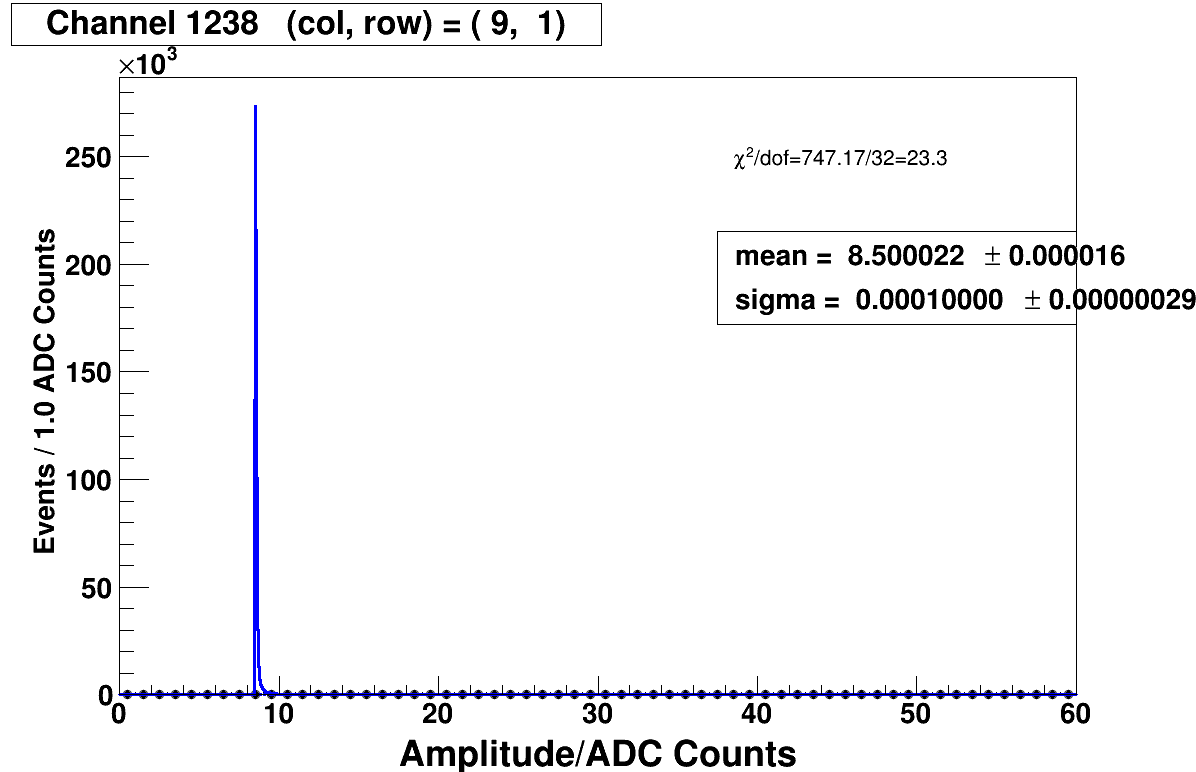 Channel 1238 (col, row) = ( 9, 1)
×10³
Events / 1.0 ADC Counts
250
200
150
100
50
0
χ²/dof=747.17/32=23.3
mean = 8.500022 ± 0.000016
sigma = 0.00010000 ± 0.00000029
0 10 20 30 40 50 60
Amplitude/ADC Counts